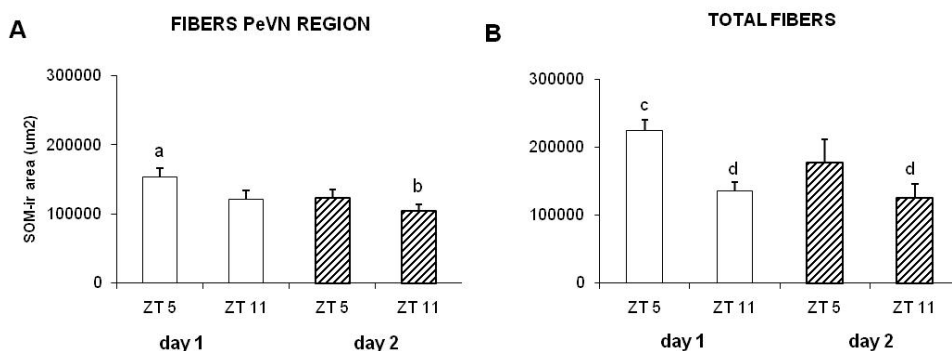 A
FIBERS PeVN REGION
SOM-ir area (um2)
300000
200000
100000
0
a
b
ZT 5
ZT 11
ZT 5
ZT 11
day 1
day 2
B
TOTAL FIBERS
300000
200000
100000
0
c
d
d
ZT 5
ZT 11
ZT 5
ZT 11
day 1
day 2